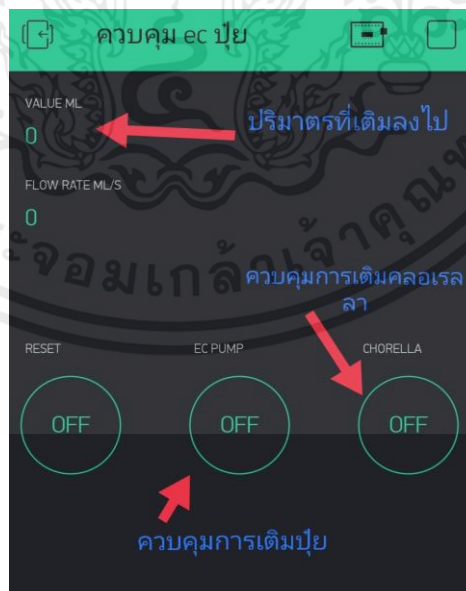 ควบคุม ec ปุ๋ย
VALUE ML
0
ปริมาตรที่เติมลงไป
FLOW RATE ML/S
0
ควบคุมการเติมคลอเรล
ลา
RESET
EC PUMP
CHORELLA
OFF
OFF
OFF
ควบคุมการเติมปุ๋ย